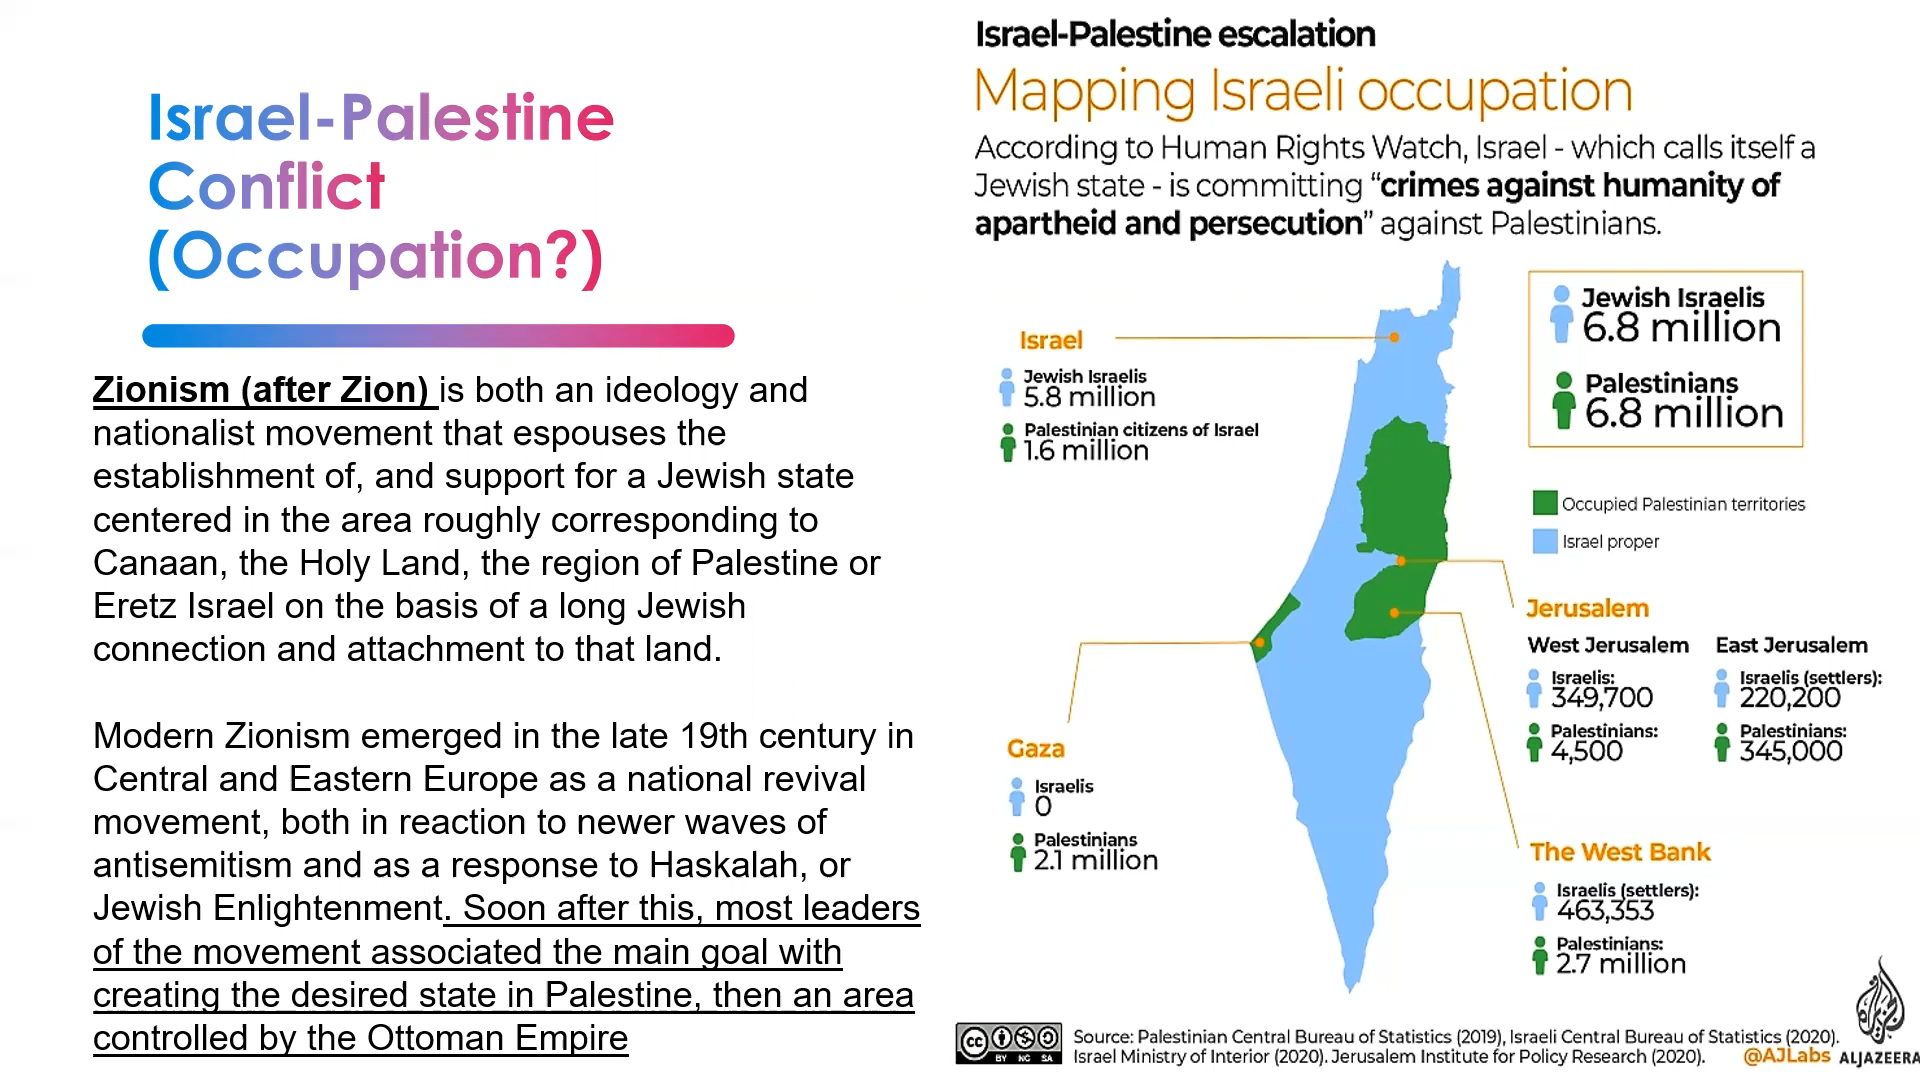 Israel-Palestine
Conflict
(Occupation?)
Zionism (after Zion) is both an ideology and
nationalist movement that espouses the
establishment of, and support for a Jewish state
centered in the area roughly corresponding to
Canaan, the Holy Land, the region of Palestine or
Eretz Israel on the basis of a long Jewish
connection and attachment to that land.
Modern Zionism emerged in the late 19th century in
Central and Eastern Europe as a national revival
movement, both in reaction to newer waves of
antisemitism and as a response to Haskalah, or
Jewish Enlightenment. Soon after this, most leaders
of the movement associated the main goal with
creating the desired state in Palestine, then an area
controlled by the Ottoman Empire
Israel-Palestine escalation
Mapping Israeli occupation
According to Human Rights Watch, Israel - which calls itself a
Jewish state - is committing “crimes against humanity of
apartheid and persecution” against Palestinians.
Jewish Israelis
6.8 million
Palestinians
6.8 million
Israel
Jewish Israelis
5.8 million
Palestinian citizens of Israel
1.6 million
Occupied Palestinian territories
Israel proper
Jerusalem
West Jerusalem
Israelis:
349,700
Palestinians:
4,500
East Jerusalem
Israelis (settlers):
220,200
Palestinians:
345,000
Gaza
Israelis
0
Palestinians
2.1 million
The West Bank
Israelis (settlers):
463,353
Palestinians:
2.7 million
cc BY NC SA
Source: Palestinian Central Bureau of Statistics (2019), Israeli Central Bureau of Statistics (2020).
Israel Ministry of Interior (2020). Jerusalem Institute for Policy Research (2020).
@AJLabs
ALJAZEERA